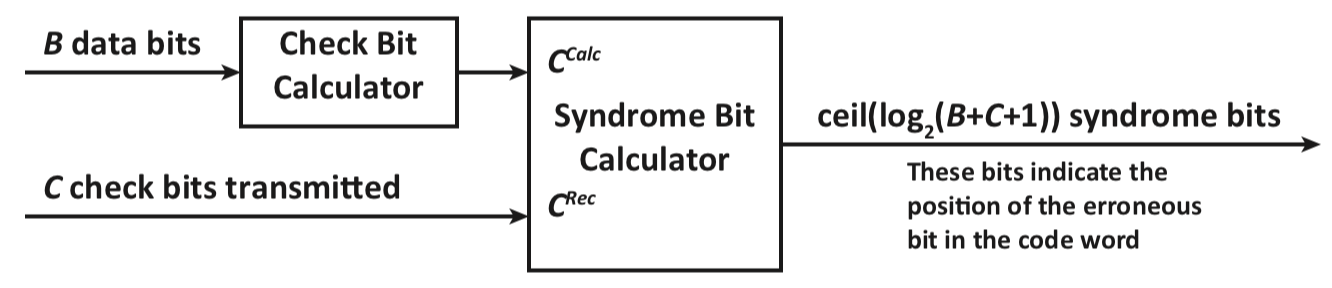 B data bits
Check Bit
Calculator
C^Calc
Syndrome Bit
Calculator
ceil(log₂(B+C+1)) syndrome bits
C check bits transmitted
C^Rec
These bits indicate the
position of the erroneous
bit in the code word